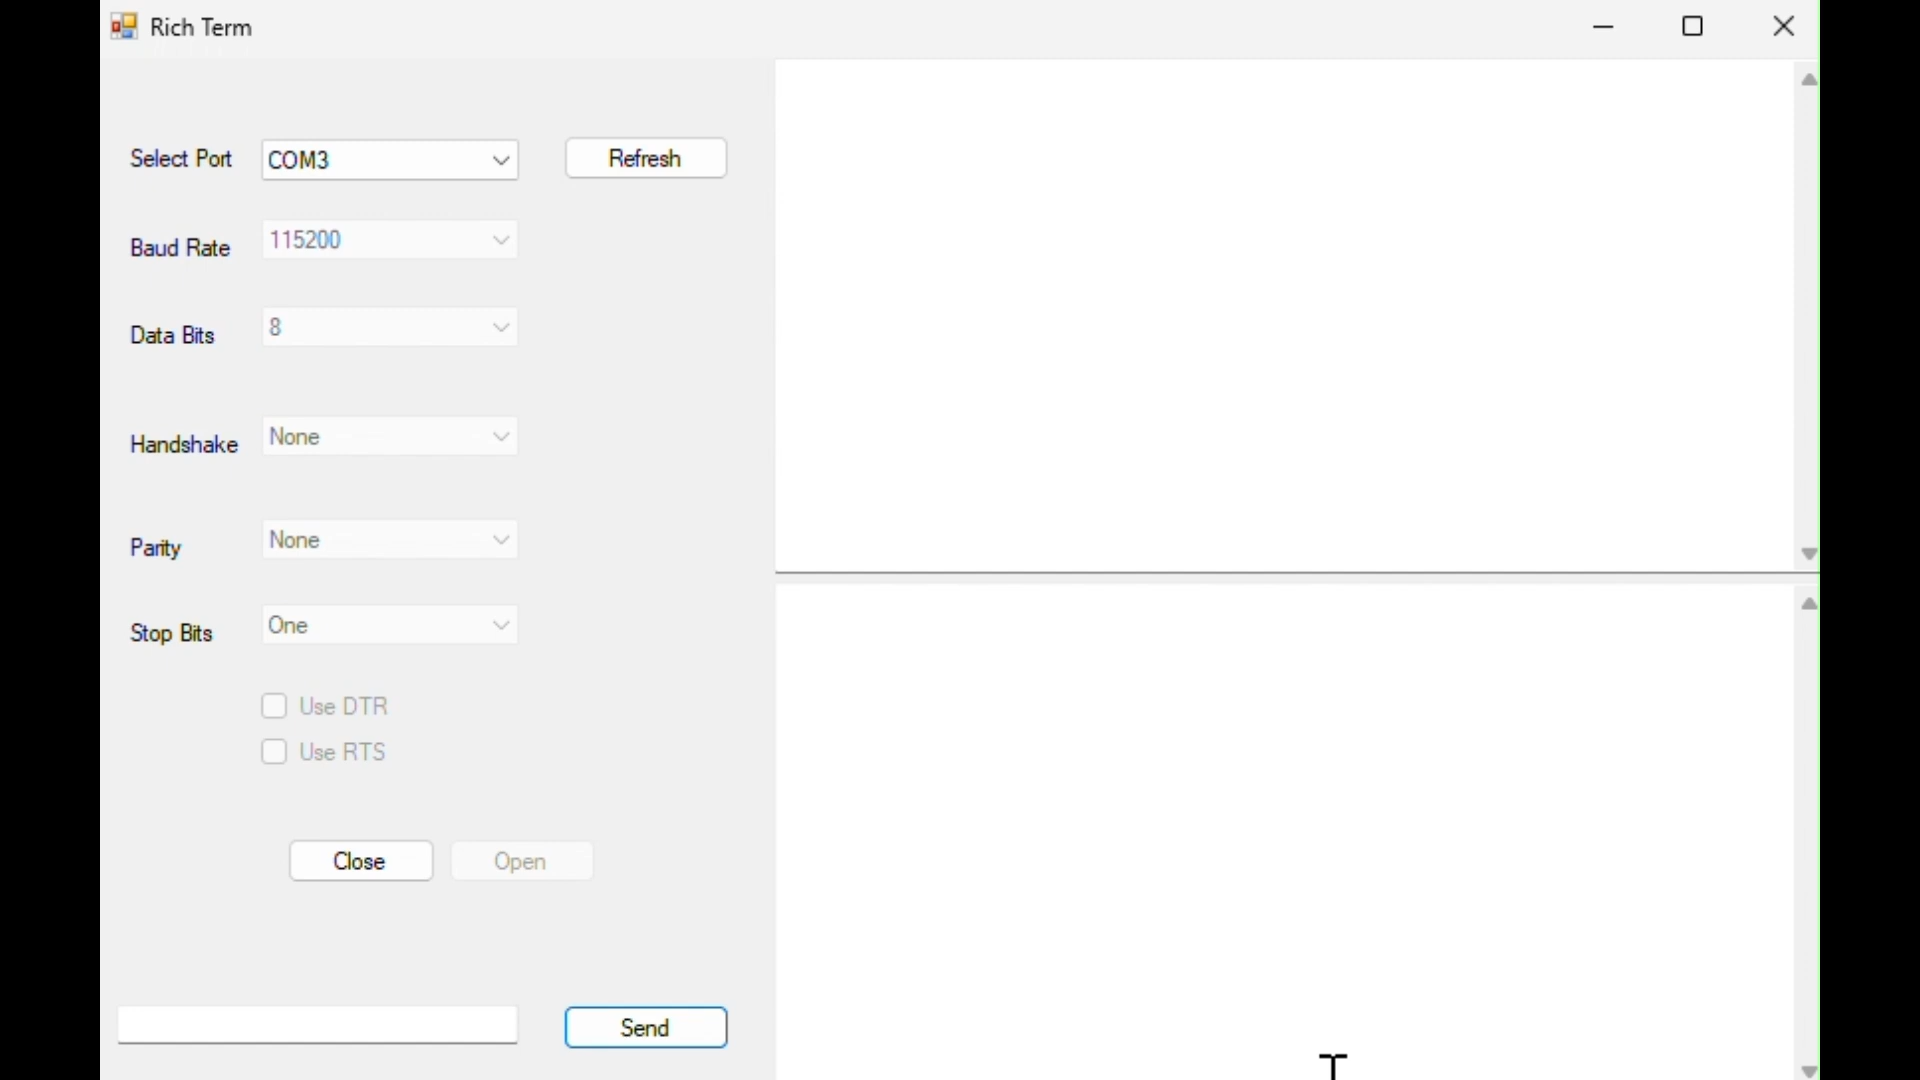 Rich Term
Select Port COM3 Refresh
Baud Rate 115200
Data Bits 8
Handshake None
Parity None
Stop Bits One
Use DTR
Use RTS
Close Open
Send